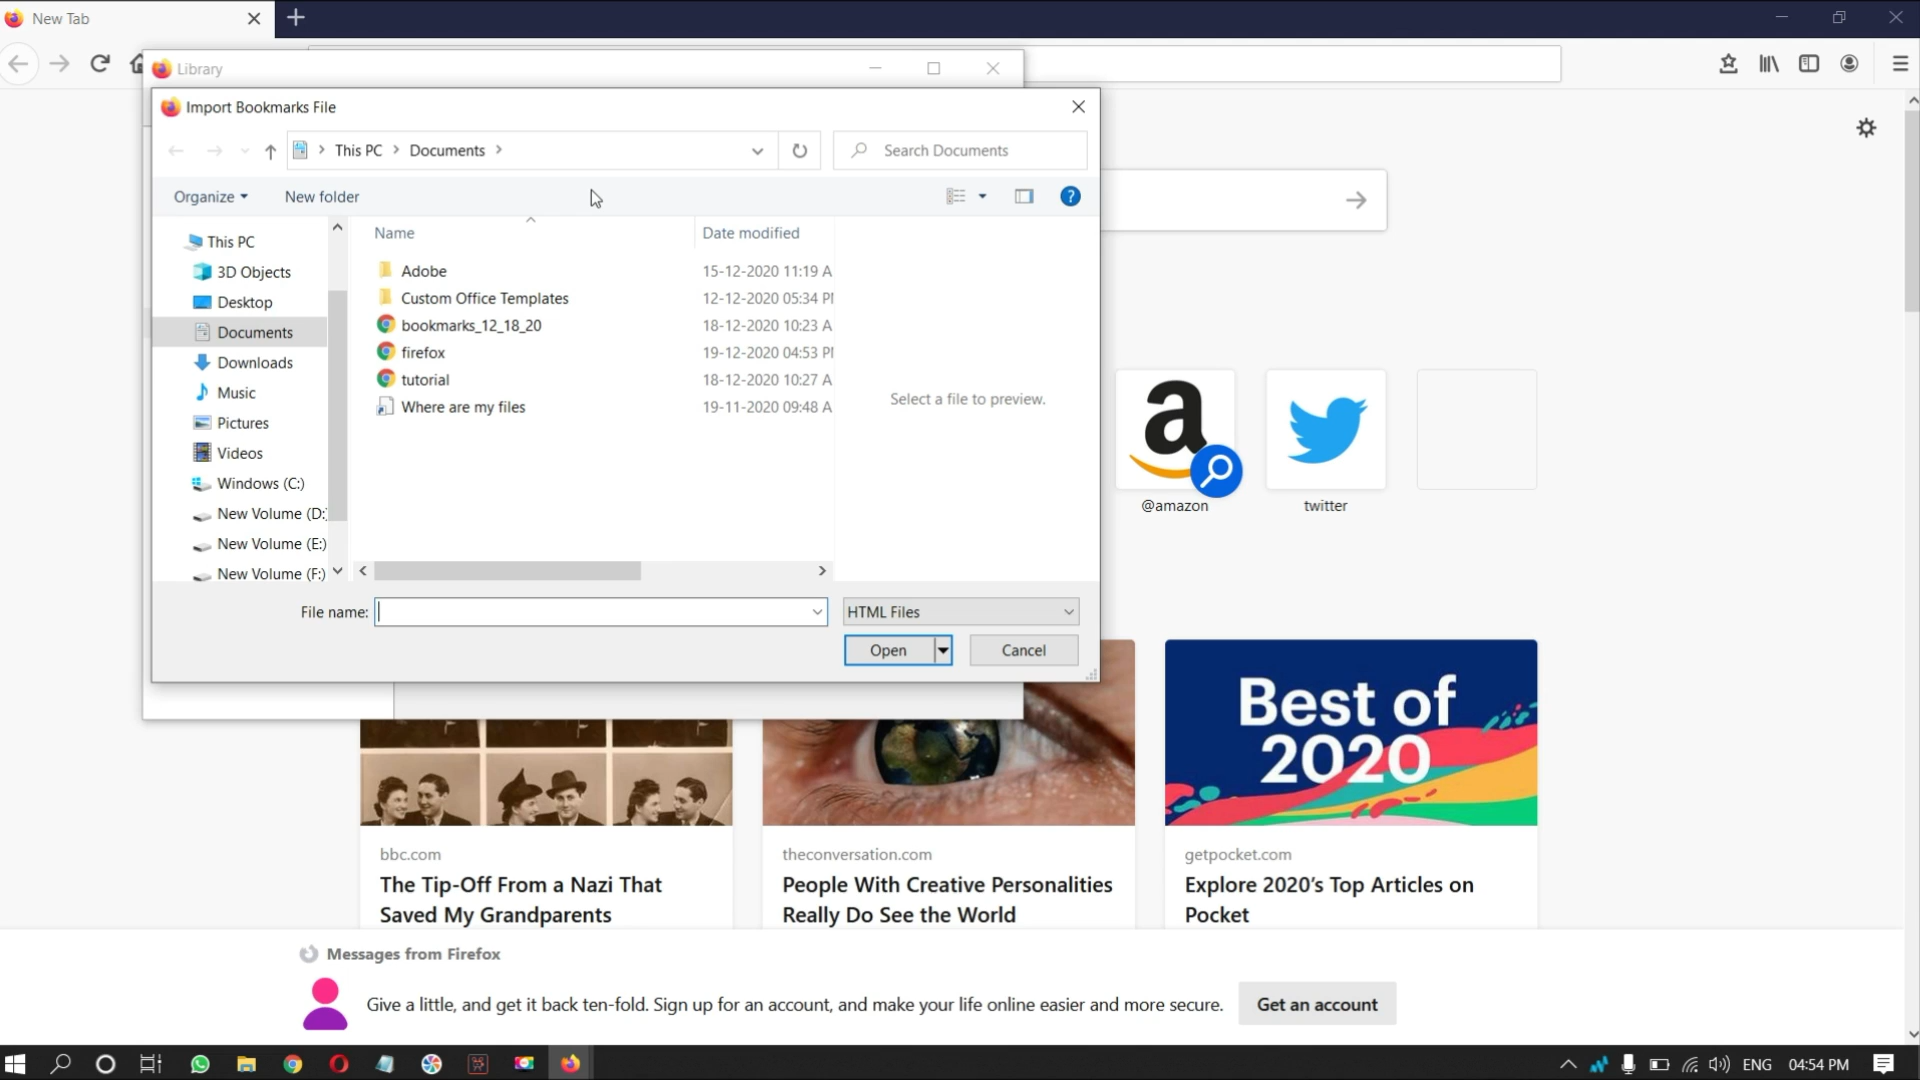 New Tab
Library
Import Bookmarks File
This PC
Documents
Search Documents
Organize
New folder
?
Name
Date modified
This PC
3D Objects
Desktop
Documents
Downloads
Music
Pictures
Videos
Windows (C:)
New Volume (D:
New Volume (E:)
New Volume (F:)
Adobe 15-12-2020 11:19 A
Custom Office Templates 12-12-2020 05:34 PM
bookmarks_12_18_20 18-12-2020 10:23 A
firefox 19-12-2020 04:53 PM
tutorial 18-12-2020 10:27 A
Where are my files 19-11-2020 09:48 A
Select a file to preview.
File name:
HTML Files
Open
Cancel
a
@amazon
twitter
Best of
2020
bbc.com
The Tip-Off From a Nazi That
Saved My Grandparents
theconversation.com
People With Creative Personalities
Really Do See the World
getpocket.com
Explore 2020's Top Articles on
Pocket
Messages from Firefox
Give a little, and get it back ten-fold. Sign up for an account, and make your life online easier and more secure.
Get an account
ENG
04:54 PM